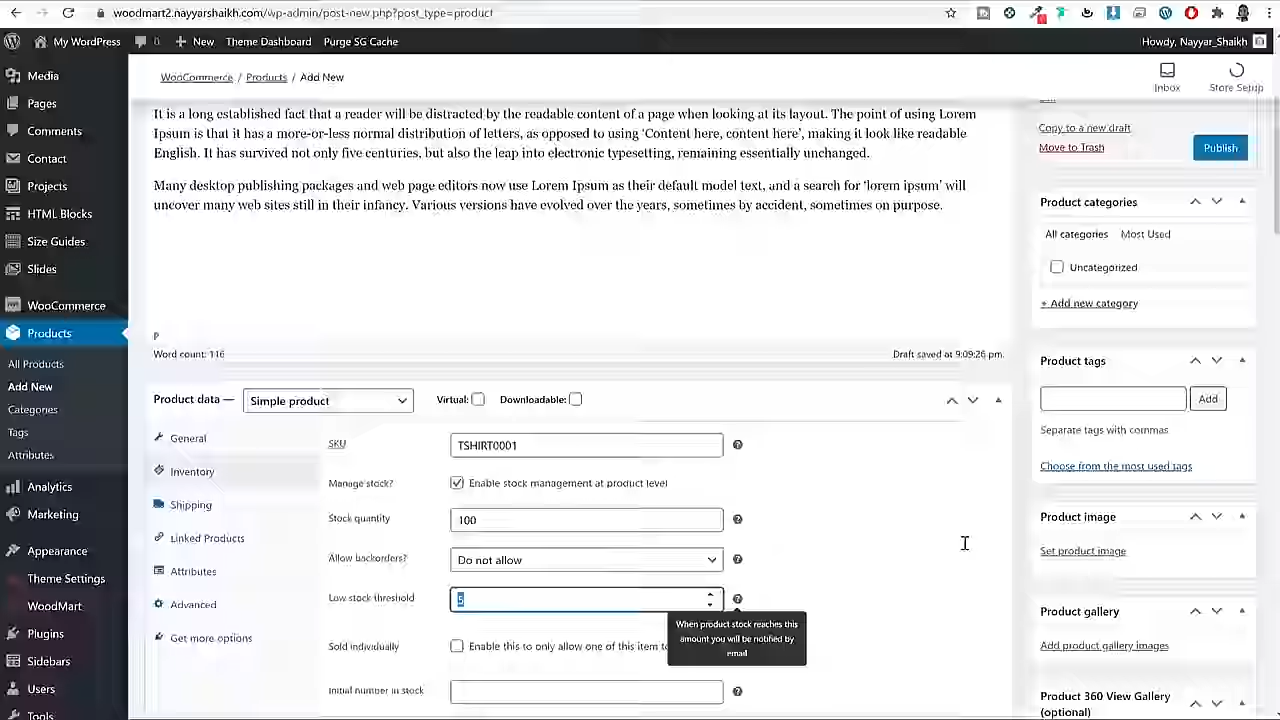 woodmart2.nayyarshaikh.com/wp-admin/post-new.php?post_type=product
My WordPress 0 New Theme Dashboard Purge SG Cache Howdy, Nayyar_Shaikh
WooCommerce / Products / Add New
Inbox
Store Setup
Media
Pages
Comments
Contact
Projects
HTML Blocks
Size Guides
Slides
WooCommerce
Products
All Products
Add New
Categories
Tags
Attributes
Analytics
Marketing
Appearance
Theme Settings
WoodMart
Plugins
Sidebars
Users
Tools
It is a long established fact that a reader will be distracted by the readable content of a page when looking at its layout. The point of using Lorem
Ipsum is that it has a more-or-less normal distribution of letters, as opposed to using ‘Content here, content here’, making it look like readable
English. It has survived not only five centuries, but also the leap into electronic typesetting, remaining essentially unchanged.
Many desktop publishing packages and web page editors now use Lorem Ipsum as their default model text, and a search for ‘lorem ipsum’ will
uncover many web sites still in their infancy. Various versions have evolved over the years, sometimes by accident, sometimes on purpose.
P
Word count: 116
Draft saved at 9:09:26 pm.
Product data — Simple product Virtual: Downloadable:
General
Inventory
Shipping
Linked Products
Attributes
Advanced
Get more options
SKU TSHIRT0001
Manage stock? Enable stock management at product level
Stock quantity 100
Allow backorders? Do not allow
Low stock threshold 5
When product stock reaches this
amount you will be notified by
email
Sold individually Enable this to only allow one of this item to
Initial number in stock
Copy to a new draft
Move to Trash
Publish
Product categories
All categories Most Used
Uncategorized
+ Add new category
Product tags
Add
Separate tags with commas
Choose from the most used tags
Product image
Set product image
Product gallery
Add product gallery images
Product 360 View Gallery
(optional)